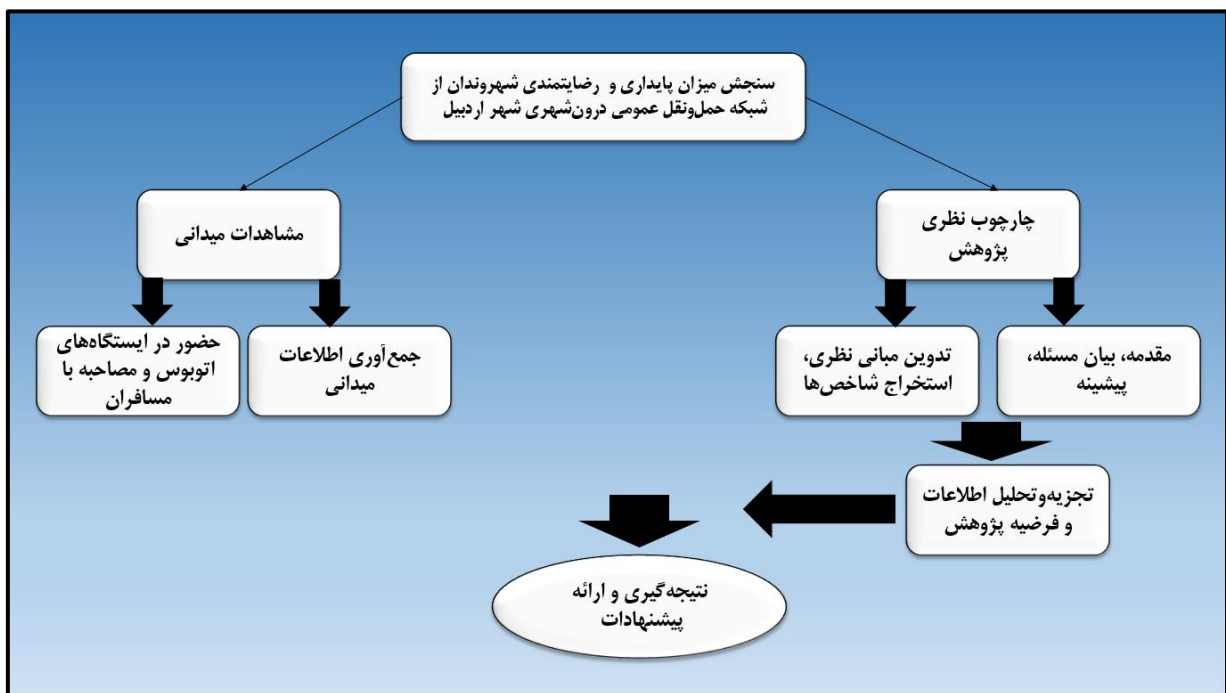 سنجش میزان پایداری و رضایتمندی شهروندان از
شبکه حمل‌ونقل عمومی درون‌شهری شهر اردبیل
چارچوب نظری
پژوهش
مشاهدات میدانی
مقدمه، بیان مسئله،
پیشینه
تدوین مبانی نظری،
استخراج شاخص‌ها
جمع‌آوری اطلاعات
میدانی
حضور در ایستگاه‌های
اتوبوس و مصاحبه با
مسافران
تجزیه‌وتحلیل اطلاعات
و فرضیه پژوهش
نتیجه‌گیری و ارائه
پیشنهادات